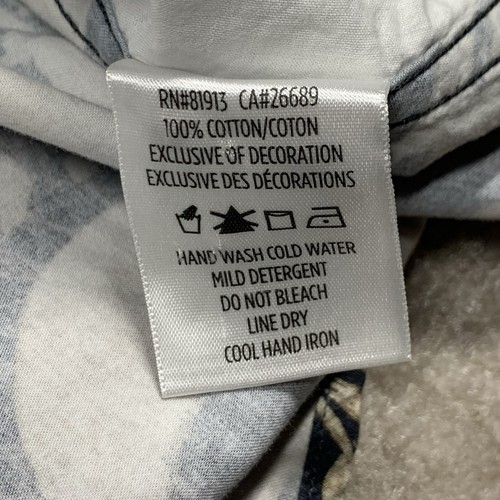 RN#81913 CA#26689
100% COTTON/COTON
EXCLUSIVE OF DECORATION
EXCLUSIVE DES DÉCORATIONS
HAND WASH COLD WATER
MILD DETERGENT
DO NOT BLEACH
LINE DRY
COOL HAND IRON